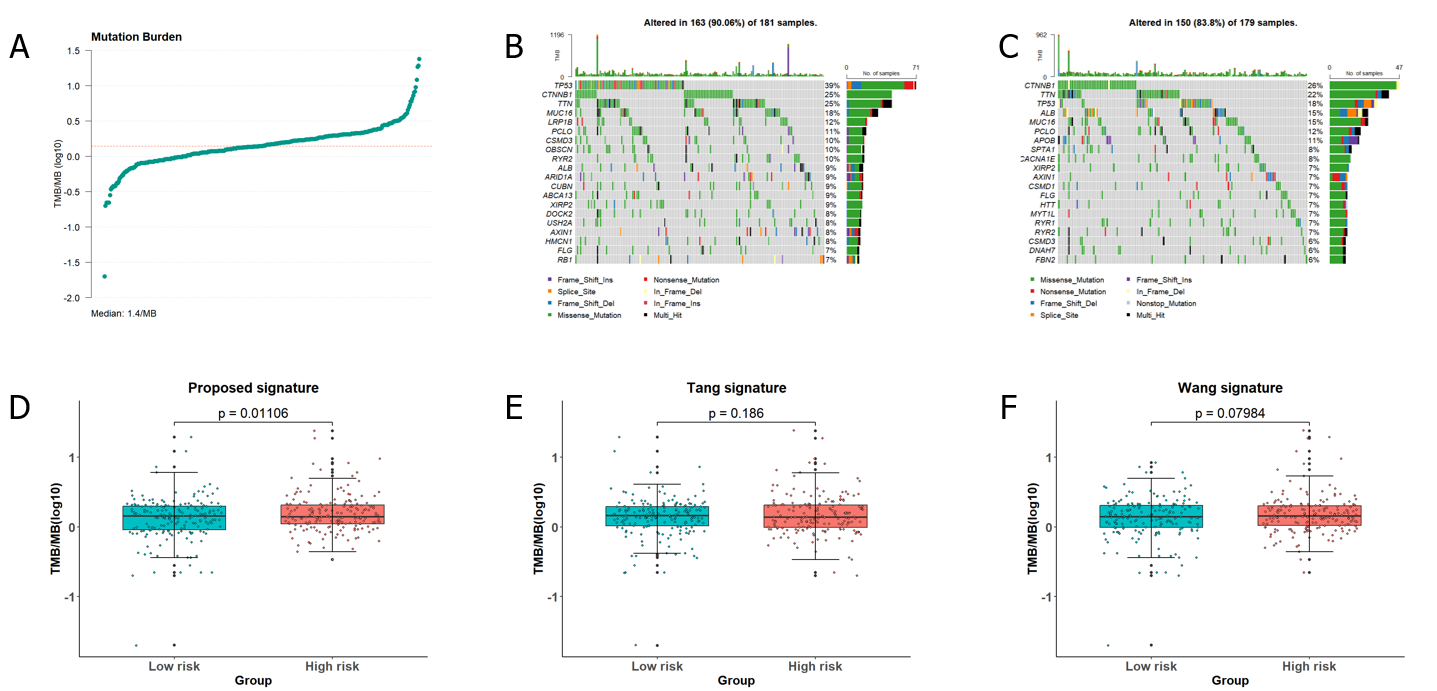 A
Mutation Burden
TMB/MB (log10)
1.5
1.0
0.5
0.0
-0.5
-1.0
-1.5
-2.0
Median: 1.4/MB
B
Altered in 163 (90.06%) of 181 samples.
1196
TMB
0
0
71
No. of samples
TP53 39%
CTNNB1 25%
TTN 25%
MUC16 18%
LRP1B 12%
PCLO 11%
CSMD3 10%
OBSCN 10%
RYR2 10%
ALB 9%
ARID1A 9%
CUBN 9%
ABCA13 9%
XIRP2 9%
DOCK2 8%
USH2A 8%
AXIN1 8%
HMCN1 8%
FLG 7%
RB1 7%
Frame_Shift_Ins
Splice_Site
Frame_Shift_Del
Missense_Mutation
Nonsense_Mutation
In_Frame_Del
In_Frame_Ins
Multi_Hit
C
Altered in 150 (83.8%) of 179 samples.
962
TMB
0
0
47
No. of samples
CTNNB1 26%
TTN 22%
TP53 18%
ALB 15%
MUC16 15%
PCLO 12%
APOB 11%
SPTA1 8%
CACNA1E 8%
XIRP2 7%
AXIN1 7%
CSMD1 7%
FLG 7%
HTT 7%
MYT1L 7%
RYR1 7%
RYR2 7%
CSMD3 6%
DNAH7 6%
FBN2 6%
Missense_Mutation
Nonsense_Mutation
Frame_Shift_Del
Splice_Site
Frame_Shift_Ins
In_Frame_Del
Nonstop_Mutation
Multi_Hit
D
Proposed signature
p = 0.01106
TMB/MB(log10)
1
0
-1
Low risk
High risk
Group
E
Tang signature
p = 0.186
TMB/MB(log10)
1
0
-1
Low risk
High risk
Group
F
Wang signature
p = 0.07984
TMB/MB(log10)
1
0
-1
Low risk
High risk
Group